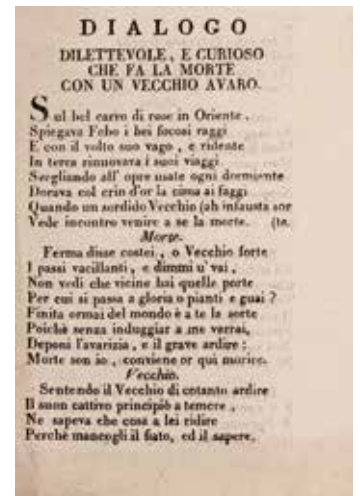 DIALOGO
DILETTEVOLE, E CURIOSO
CHE FA LA MORTE
CON UN VECCHIO AVARO.
Sul bel carro di rose in Oriente,
Spiegava Febo i bei focosi raggi
E con il volto suo vago, e ridente
In terra rinnovava i suoi viaggi
Svegliando all' opre usate ogni dormiente
Dorava col crin d'or la cima ai faggi
Quando un sordido Vecchio (ah infausta sor
Vede incontro venire a se la morte. (te.
Morte.
Ferma disse costei, o Vecchio forte
I passi vacillanti, e dimmi u' vai,
Non vedi che vicine hai quelle porte
Per cui si passa a gloria o pianti e guai?
Finita ormai del mondo è a te la sorte
Poichè senza induggiar a me verrai,
Deponi l'avarizia, e il grave ardire:
Morte son io, conviene or qui morire.
Vecchio.
Sentendo il Vecchio di cotanto ardire
Il suon cattivo principiò a temere,
Ne sapeva che cosa a lei ridire
Perchè mancogli il fiato, ed il sapere.